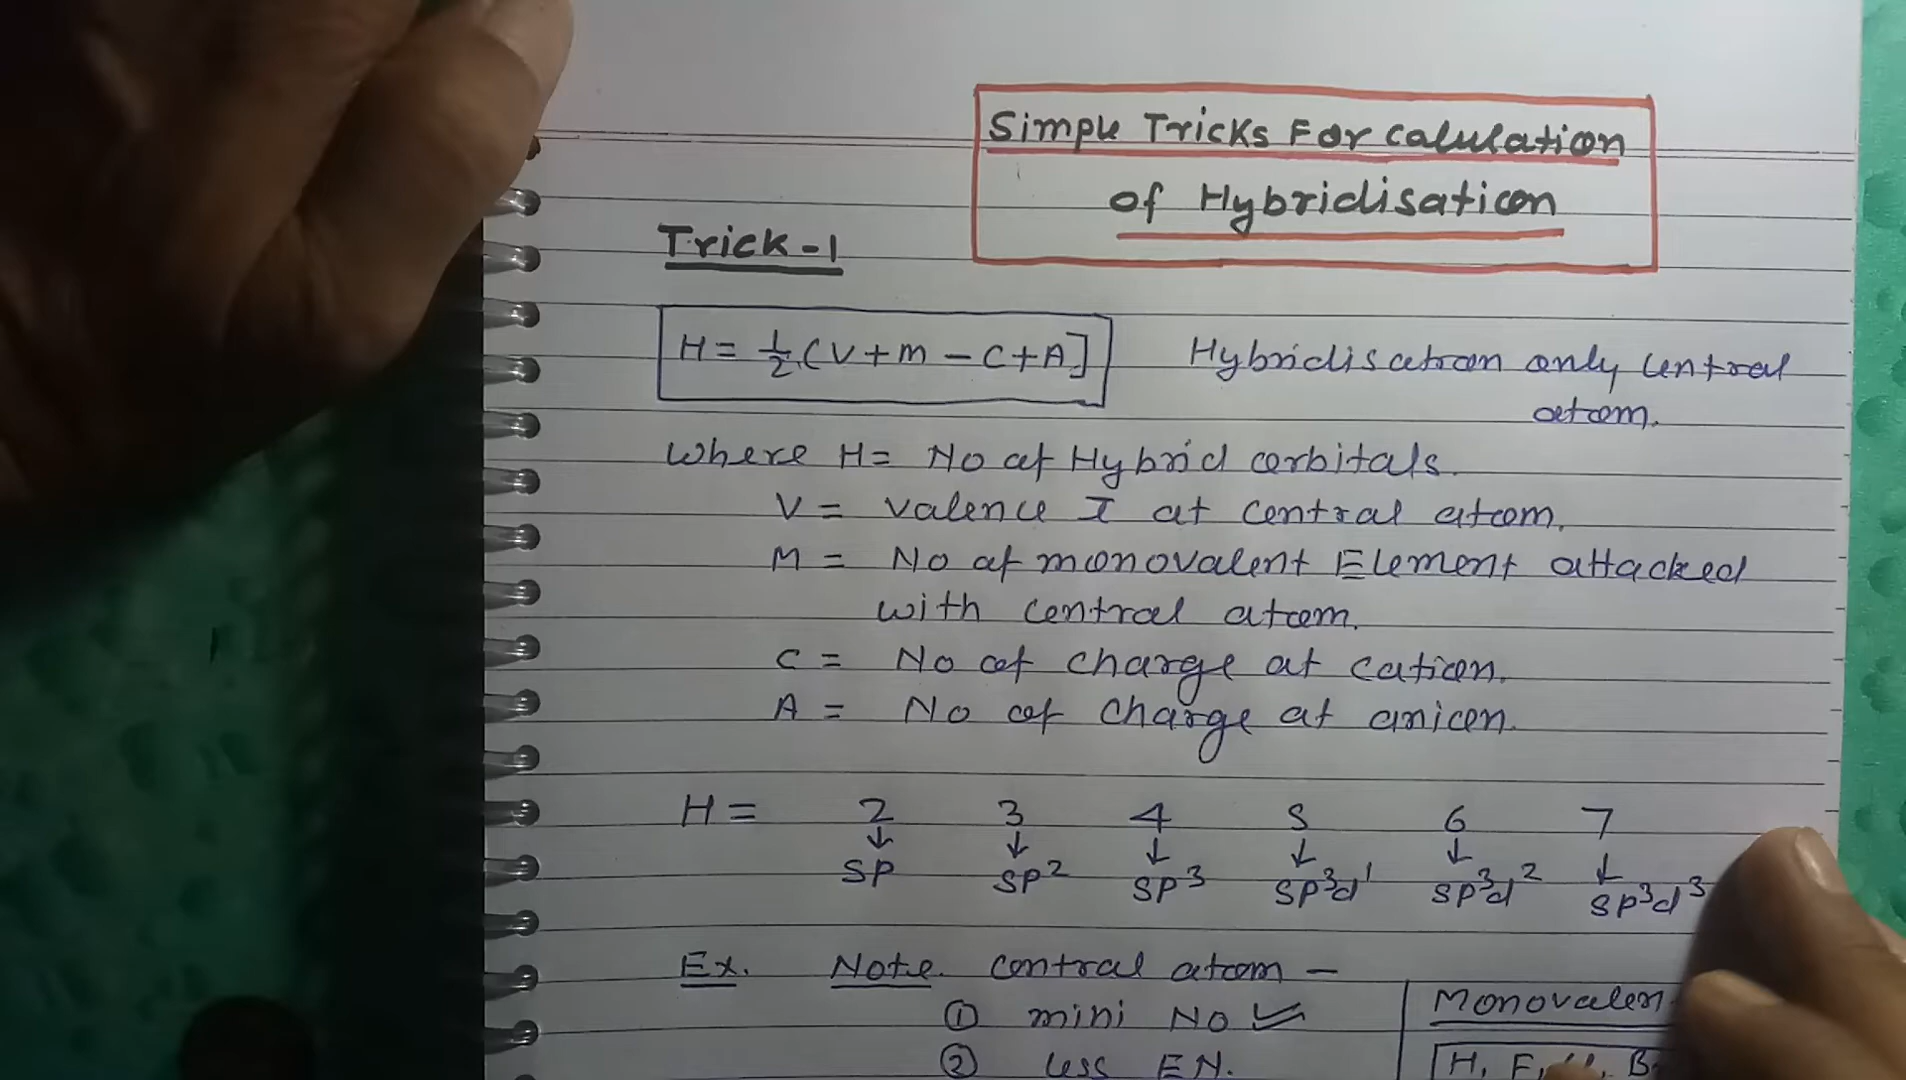 Simple Tricks For Calulation
of Hybridisation
Trick-1
H = 1/2 (V+M-C+A]
Hybridisation only central
atom.
Where H = No of Hybrid orbitals.
V = Valence I at central atom.
M = No of monovalent Element attacked
with central atom.
C = No of charge at cation.
A = No of charge at anion.
H = 2 3 4 5 6 7
↓ ↓ ↓ ↓ ↓ ↓
SP SP² SP³ SP³d¹ SP³d² SP³d³
Ex. Note. Central atom -
① mini No
② less EN.
Monovalen
H, F,